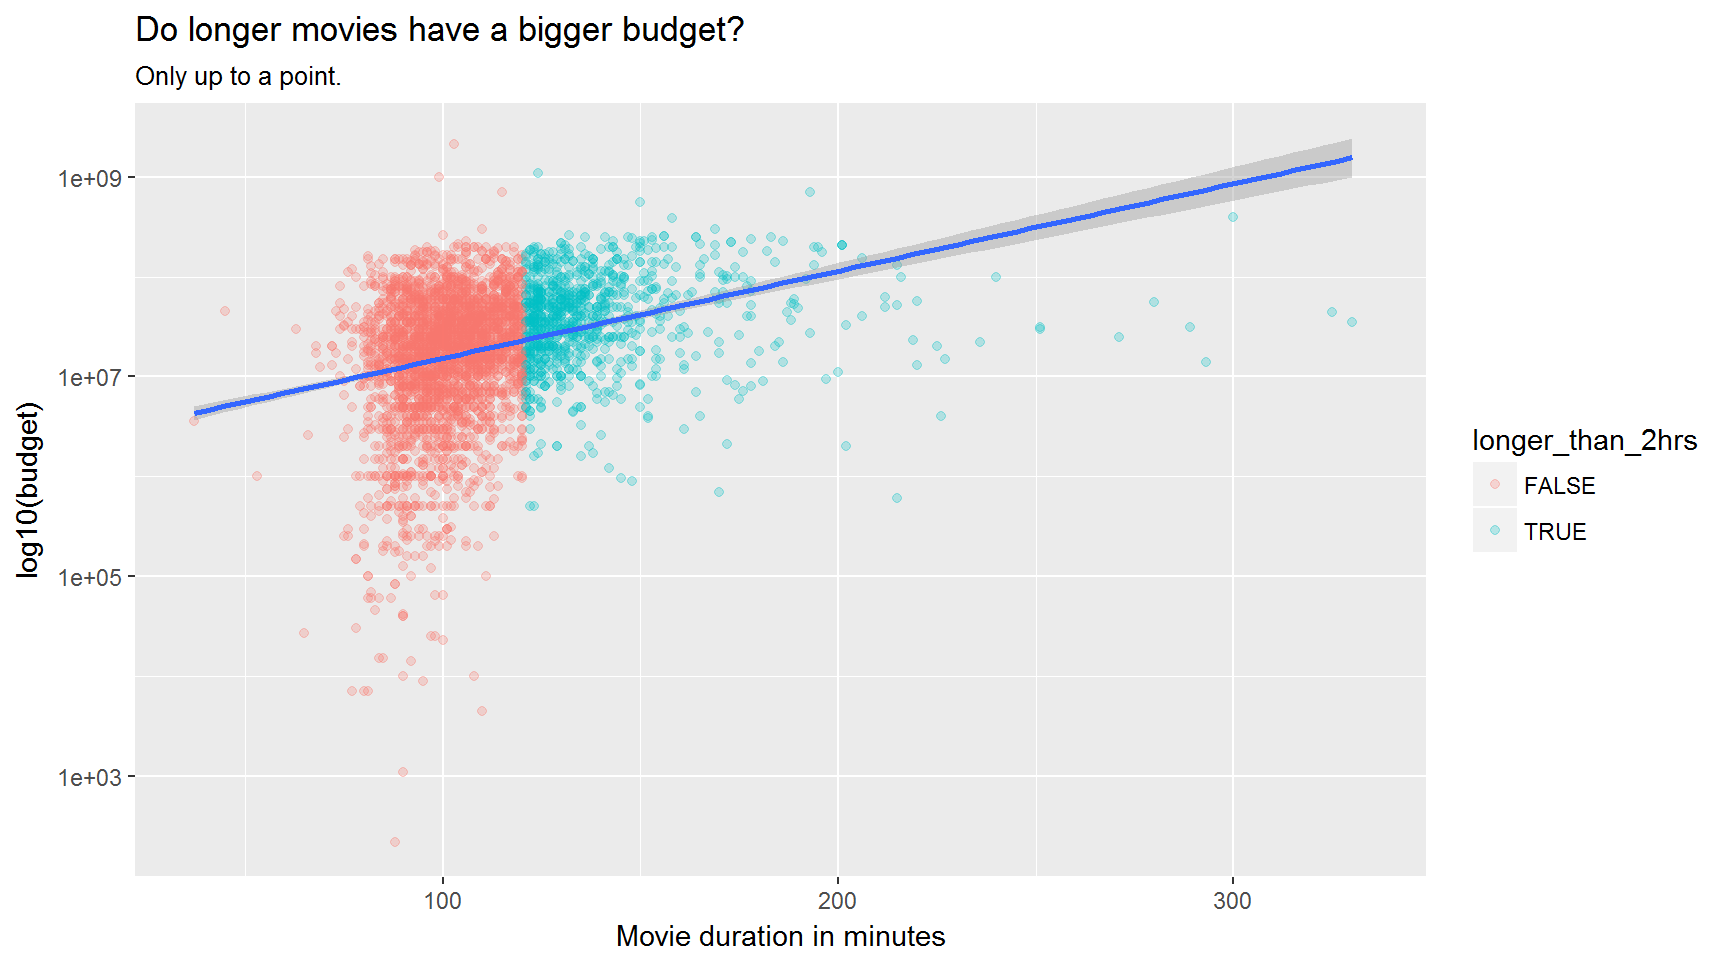 Do longer movies have a bigger budget?
Only up to a point.
1e+09
1e+07
1e+05
1e+03
log10(budget)
100 200 300
Movie duration in minutes
longer_than_2hrs
FALSE
TRUE